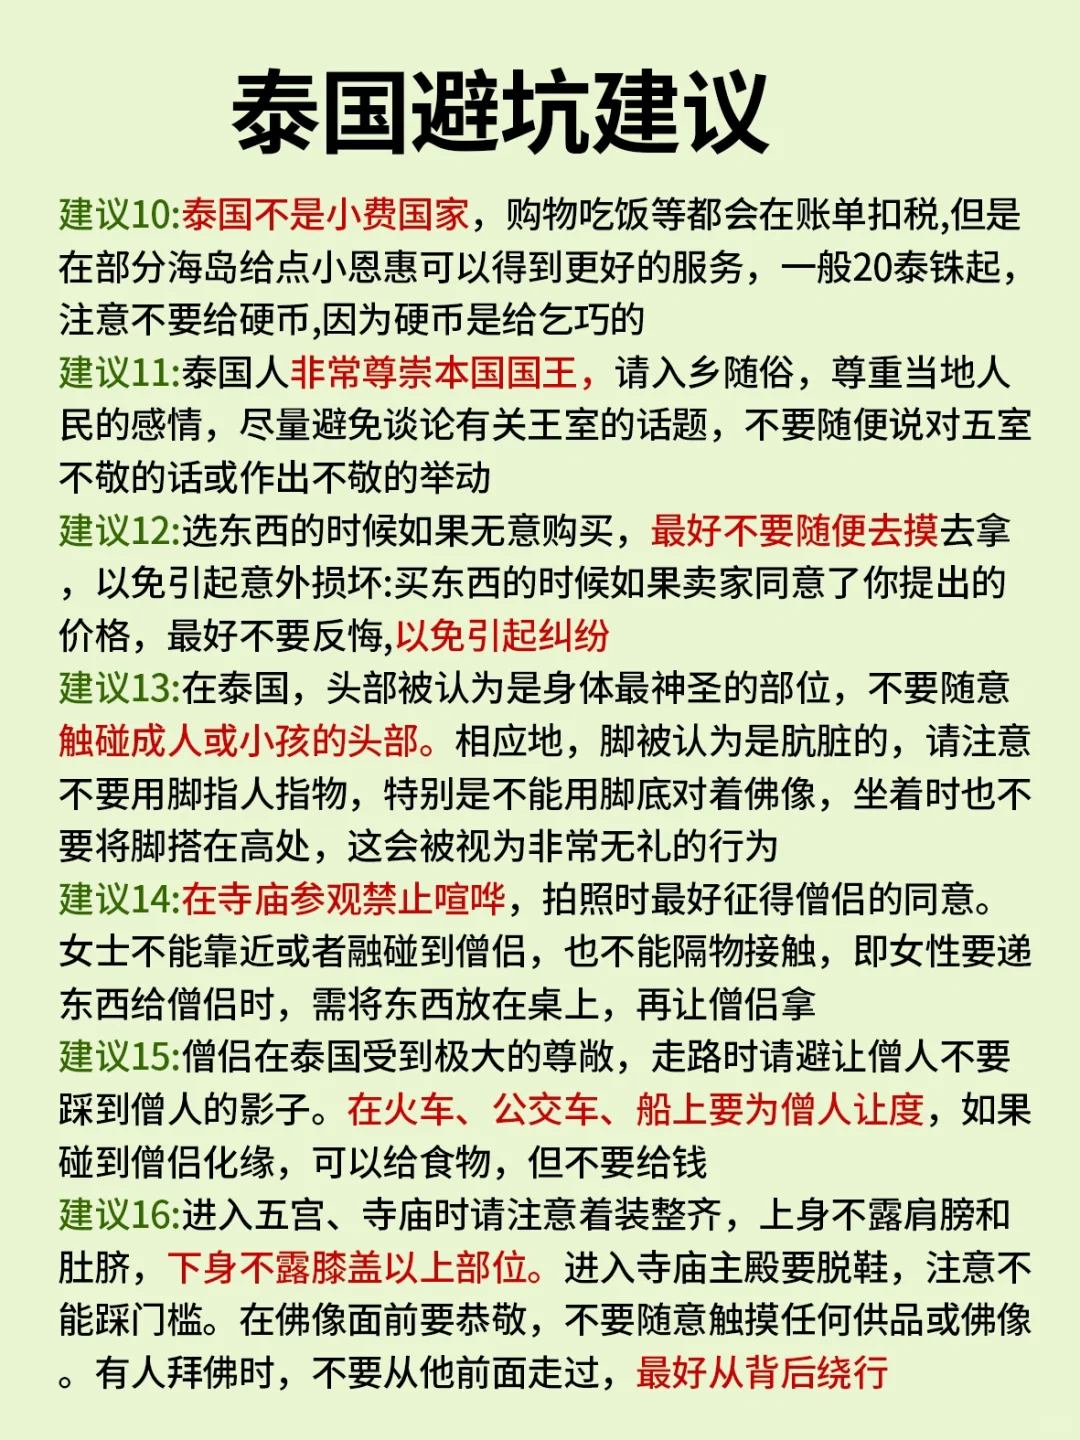 泰国避坑建议
建议10:泰国不是小费国家，购物吃饭等都会在账单扣税,但是
在部分海岛给点小恩惠可以得到更好的服务，一般20泰铢起，
注意不要给硬币,因为硬币是给乞丐的
建议11:泰国人非常尊崇本国国王，请入乡随俗，尊重当地人
民的感情，尽量避免谈论有关王室的话题，不要随便说对五室
不敬的话或作出不敬的举动
建议12:选东西的时候如果无意购买，最好不要随便去摸去拿
，以免引起意外损坏:买东西的时候如果卖家同意了你提出的
价格，最好不要反悔,以免引起纠纷
建议13:在泰国，头部被认为是身体最神圣的部位，不要随意
触碰成人或小孩的头部。相应地，脚被认为是肮脏的，请注意
不要用脚指人指物，特别是不能用脚底对着佛像，坐着时也不
要将脚搭在高处，这会被视为非常无礼的行为
建议14:在寺庙参观禁止喧哗，拍照时最好征得僧侣的同意。
女士不能靠近或者融碰到僧侣，也不能隔物接触，即女性要递
东西给僧侣时，需将东西放在桌上，再让僧侣拿
建议15:僧侣在泰国受到极大的尊敞，走路时请避让僧人不要
踩到僧人的影子。在火车、公交车、船上要为僧人让度，如果
碰到僧侣化缘，可以给食物，但不要给钱
建议16:进入五宫、寺庙时请注意着装整齐，上身不露肩膀和
肚脐，下身不露膝盖以上部位。进入寺庙主殿要脱鞋，注意不
能踩门槛。在佛像面前要恭敬，不要随意触摸任何供品或佛像
。有人拜佛时，不要从他前面走过，最好从背后绕行